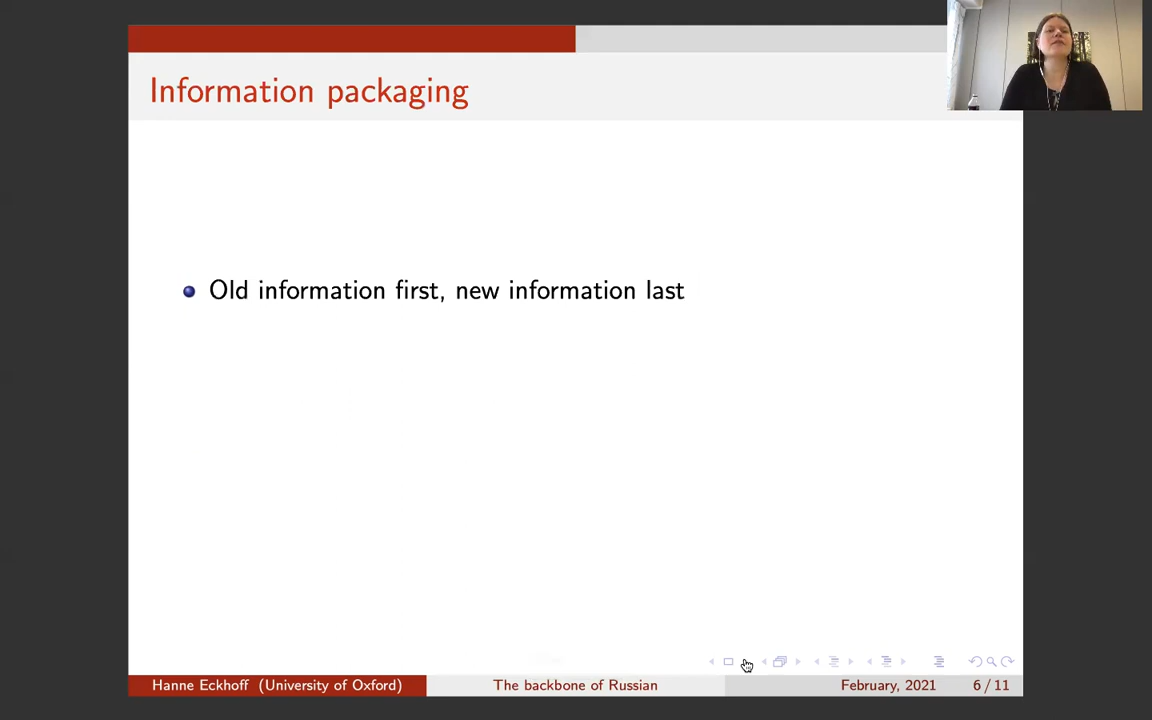 Information packaging
Old information first, new information last
Hanne Eckhoff (University of Oxford) The backbone of Russian February, 2021 6 / 11